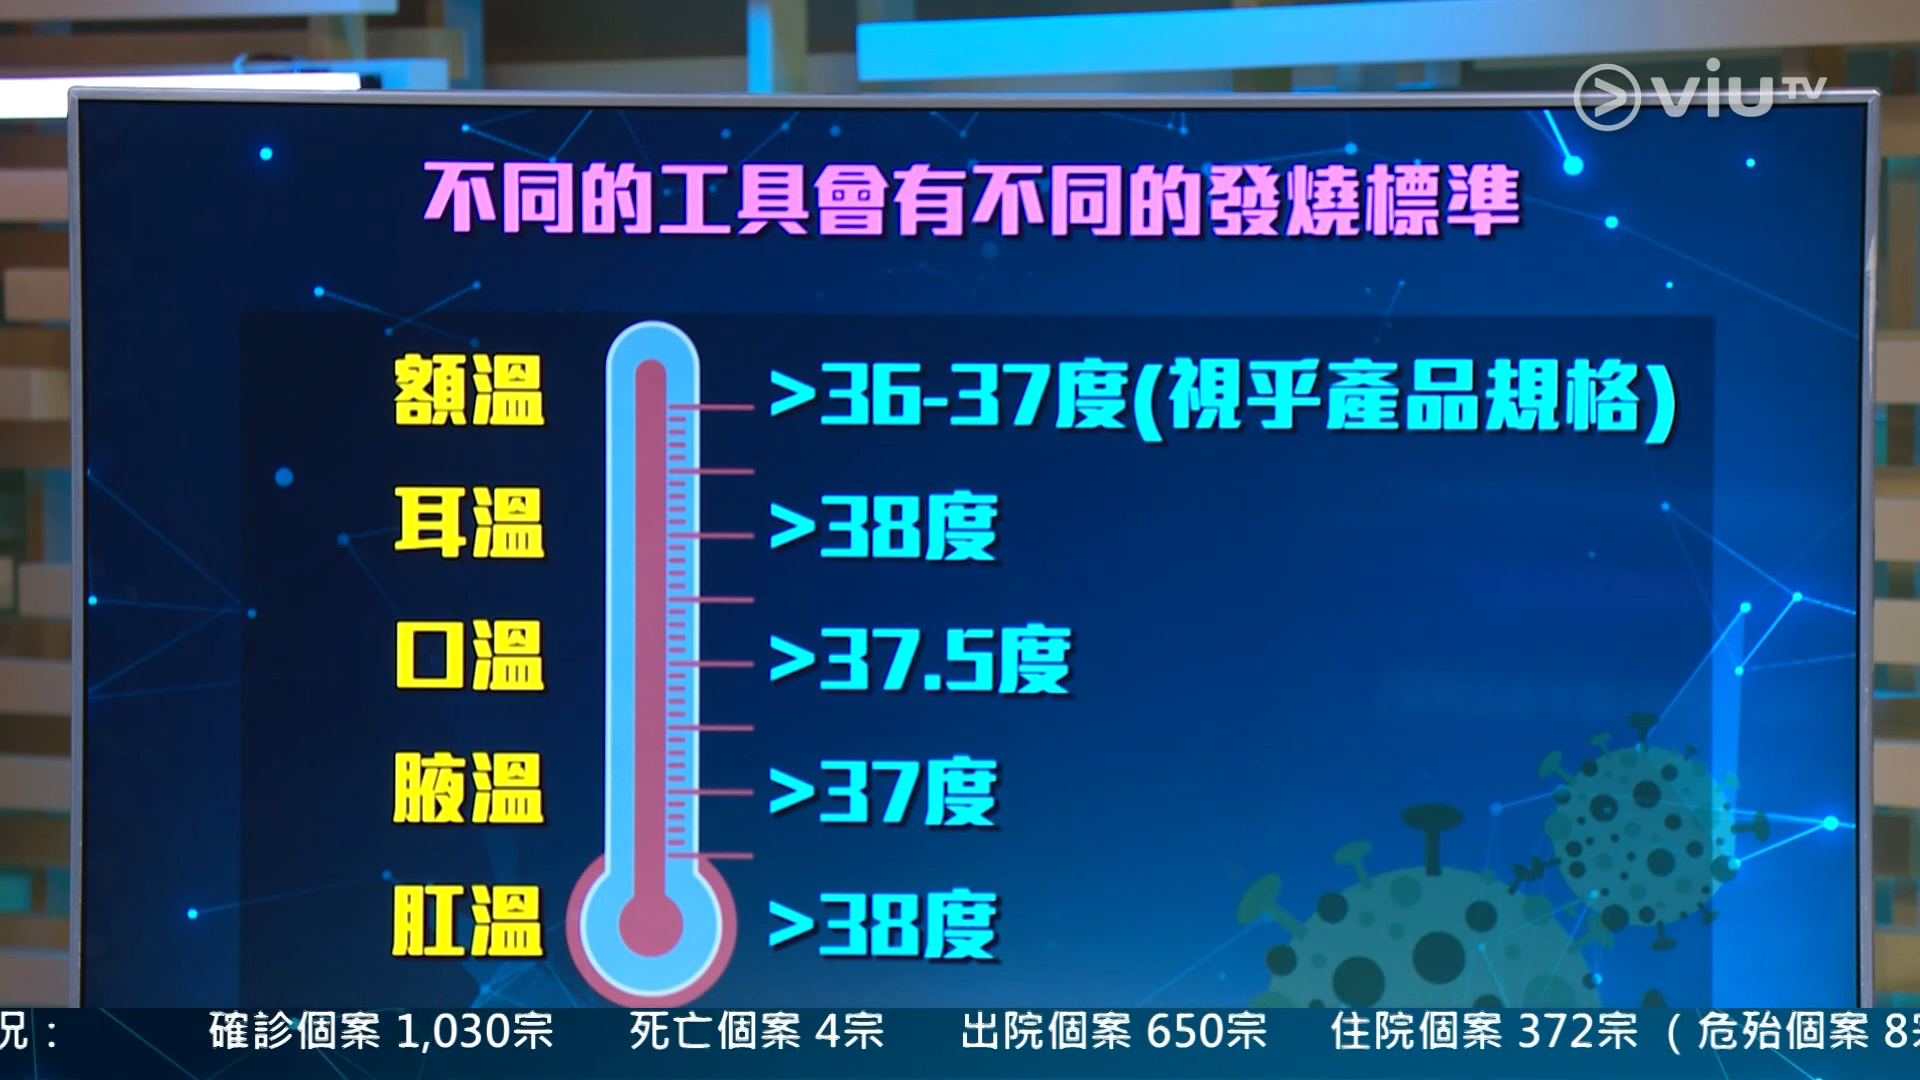 viu TV
不同的工具會有不同的發燒標準
額溫 >36-37度(視乎產品規格)
耳溫 >38度
口溫 >37.5度
腋溫 >37度
肛溫 >38度
況： 確診個案 1,030宗 死亡個案 4宗 出院個案 650宗 住院個案 372宗 （ 危殆個案 8宗